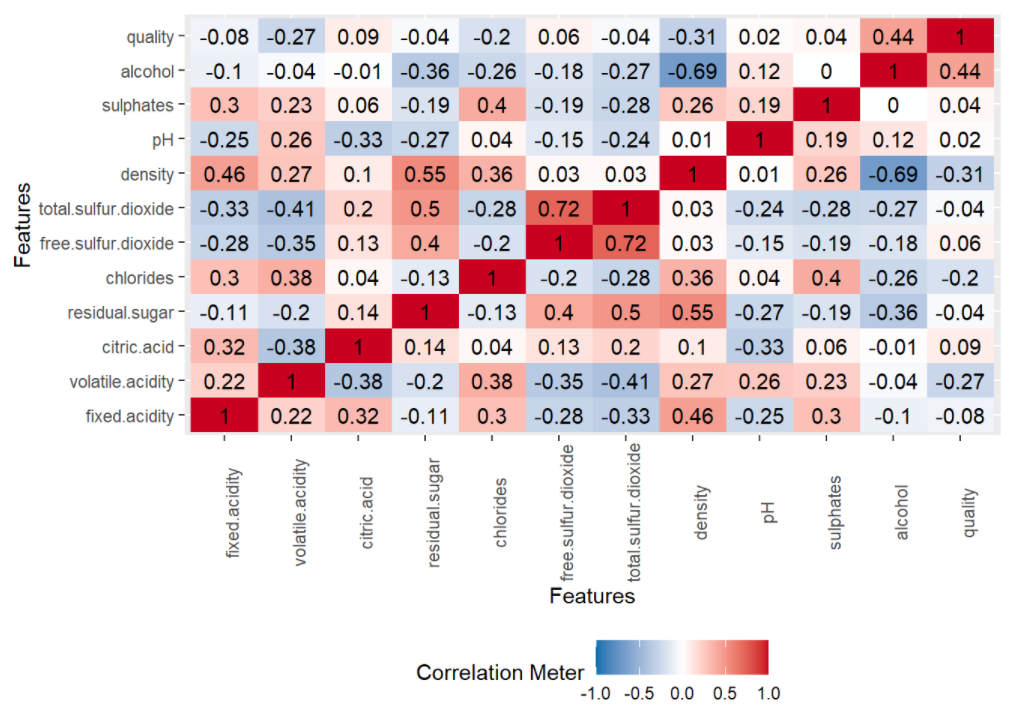 quality -0.08 -0.27 0.09 -0.04 -0.2 0.06 -0.04 -0.31 0.02 0.04 0.44 1
alcohol -0.1 -0.04 -0.01 -0.36 -0.26 -0.18 -0.27 -0.69 0.12 0 1 0.44
sulphates 0.3 0.23 0.06 -0.19 0.4 -0.19 -0.28 0.26 0.19 1 0 0.04
pH -0.25 0.26 -0.33 -0.27 0.04 -0.15 -0.24 0.01 1 0.19 0.12 0.02
density 0.46 0.27 0.1 0.55 0.36 0.03 0.03 1 0.01 0.26 -0.69 -0.31
total.sulfur.dioxide -0.33 -0.41 0.2 0.5 -0.28 0.72 1 0.03 -0.24 -0.28 -0.27 -0.04
free.sulfur.dioxide -0.28 -0.35 0.13 0.4 -0.2 1 0.72 0.03 -0.15 -0.19 -0.18 0.06
chlorides 0.3 0.38 0.04 -0.13 1 -0.2 -0.28 0.36 0.04 0.4 -0.26 -0.2
residual.sugar -0.11 -0.2 0.14 1 -0.13 0.4 0.5 0.55 -0.27 -0.19 -0.36 -0.04
citric.acid 0.32 -0.38 1 0.14 0.04 0.13 0.2 0.1 -0.33 0.06 -0.01 0.09
volatile.acidity 0.22 1 -0.38 -0.2 0.38 -0.35 -0.41 0.27 0.26 0.23 -0.04 -0.27
fixed.acidity 1 0.22 0.32 -0.11 0.3 -0.28 -0.33 0.46 -0.25 0.3 -0.1 -0.08
Features
fixed.acidity volatile.acidity citric.acid residual.sugar chlorides free.sulfur.dioxide total.sulfur.dioxide density pH sulphates alcohol quality
Features
Correlation Meter
-1.0 -0.5 0.0 0.5 1.0